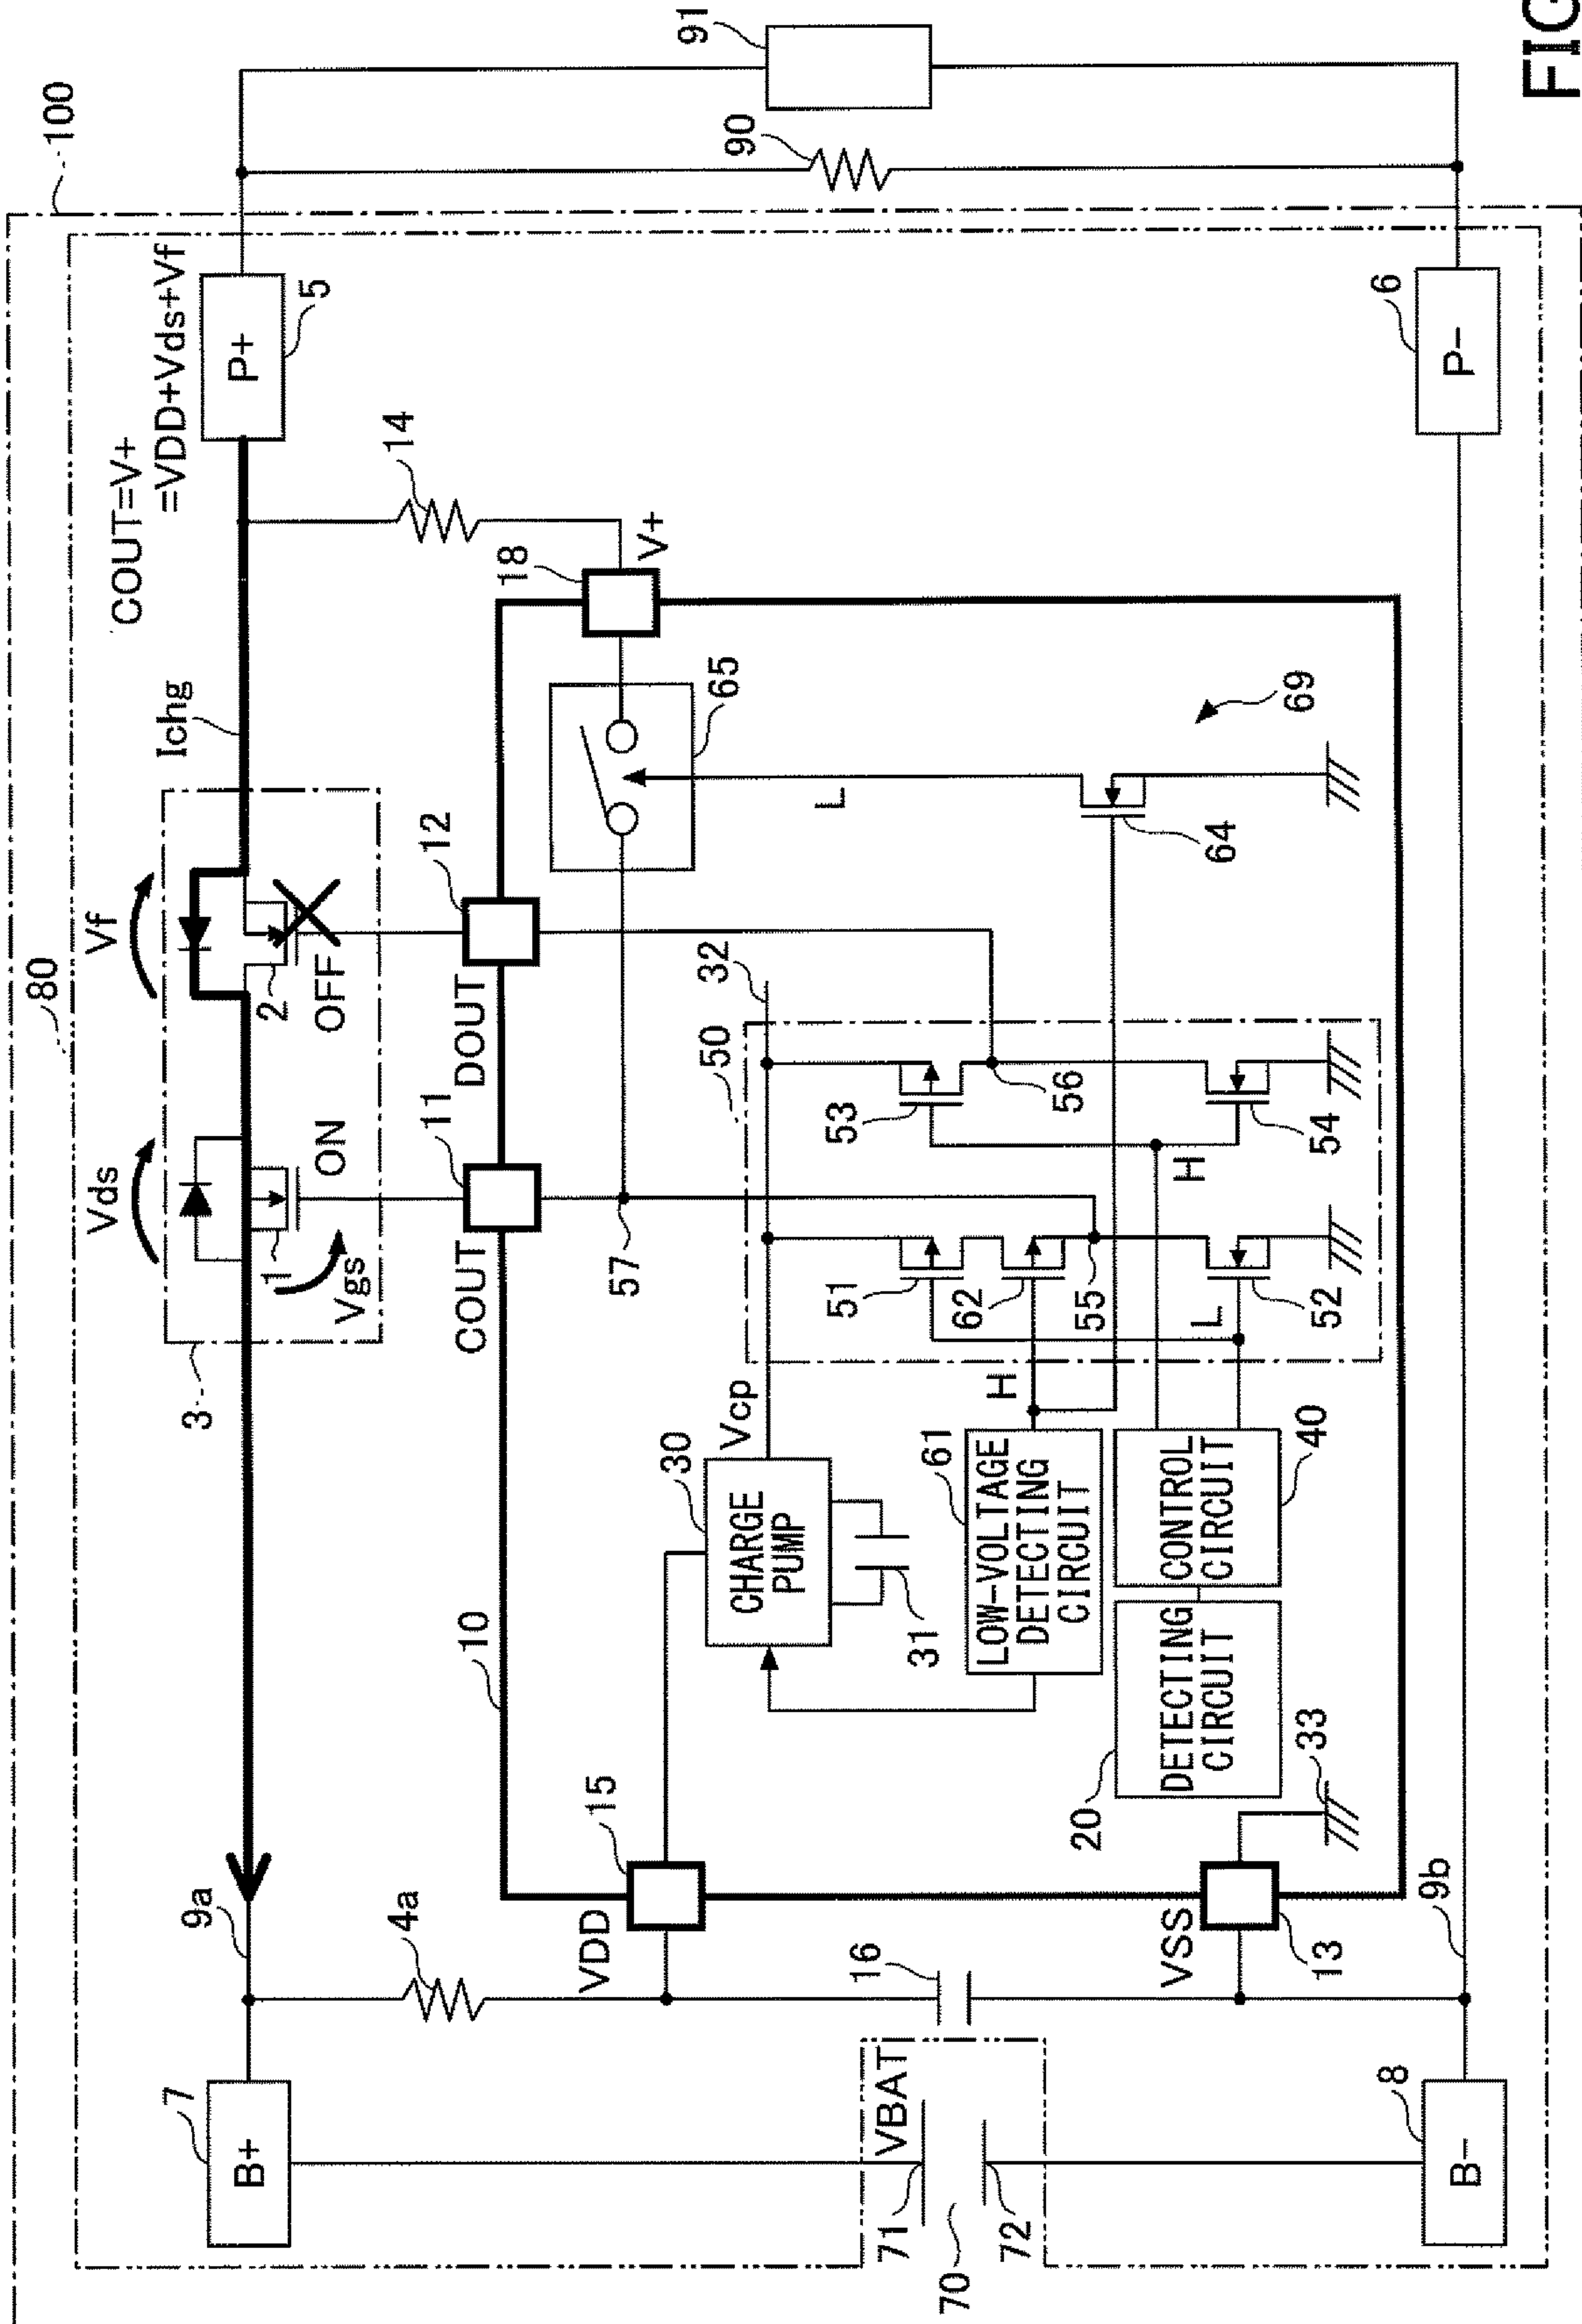 100
80
COUT=V+
=VDD+Vds+Vf
Vds
Vf
Ichg
3
9a
7
B+
P+
5
1
Vgs
ON
2
OFF
14
91
90
4a
10
COUT
11
DOUT
12
18
V+
15
VDD
57
65
Vcp
32
30
CHARGE
PUMP
31
50
51
53
62
55
56
L
H
52
54
L
64
69
H
61
LOW-VOLTAGE
DETECTING
CIRCUIT
CONTROL
CIRCUIT
40
DETECTING
CIRCUIT
20
33
16
VSS
13
VBAT
71
70
72
9b
8
B-
P-
6
FIG